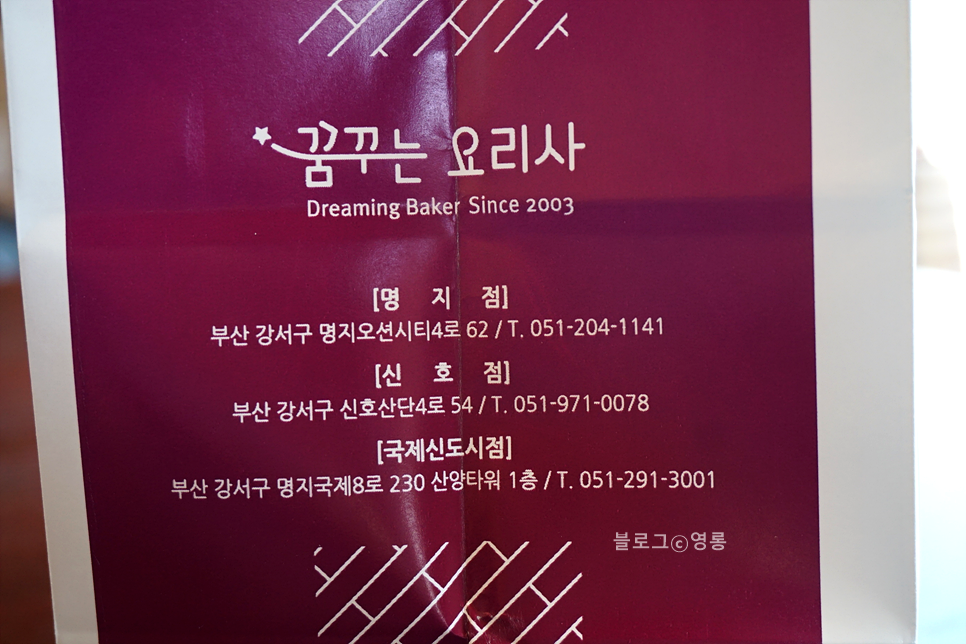 꿈꾸는 요리사
Dreaming Baker Since 2003
[명 지 점]
부산 강서구 명지오션시티4로 62 / T. 051-204-1141
[신 호 점]
부산 강서구 신호산단4로 54 / T. 051-971-0078
[국제신도시점]
부산 강서구 명지국제8로 230 산양타워 1층 / T. 051-291-3001
블로그ⓒ영롱